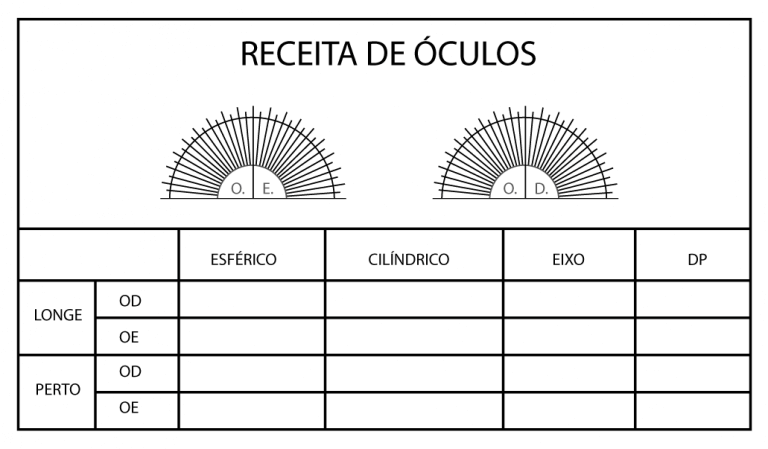 RECEITA DE ÓCULOS
O. E. O. D.
ESFÉRICO CILÍNDRICO EIXO DP
LONGE OD
OE
PERTO OD
OE